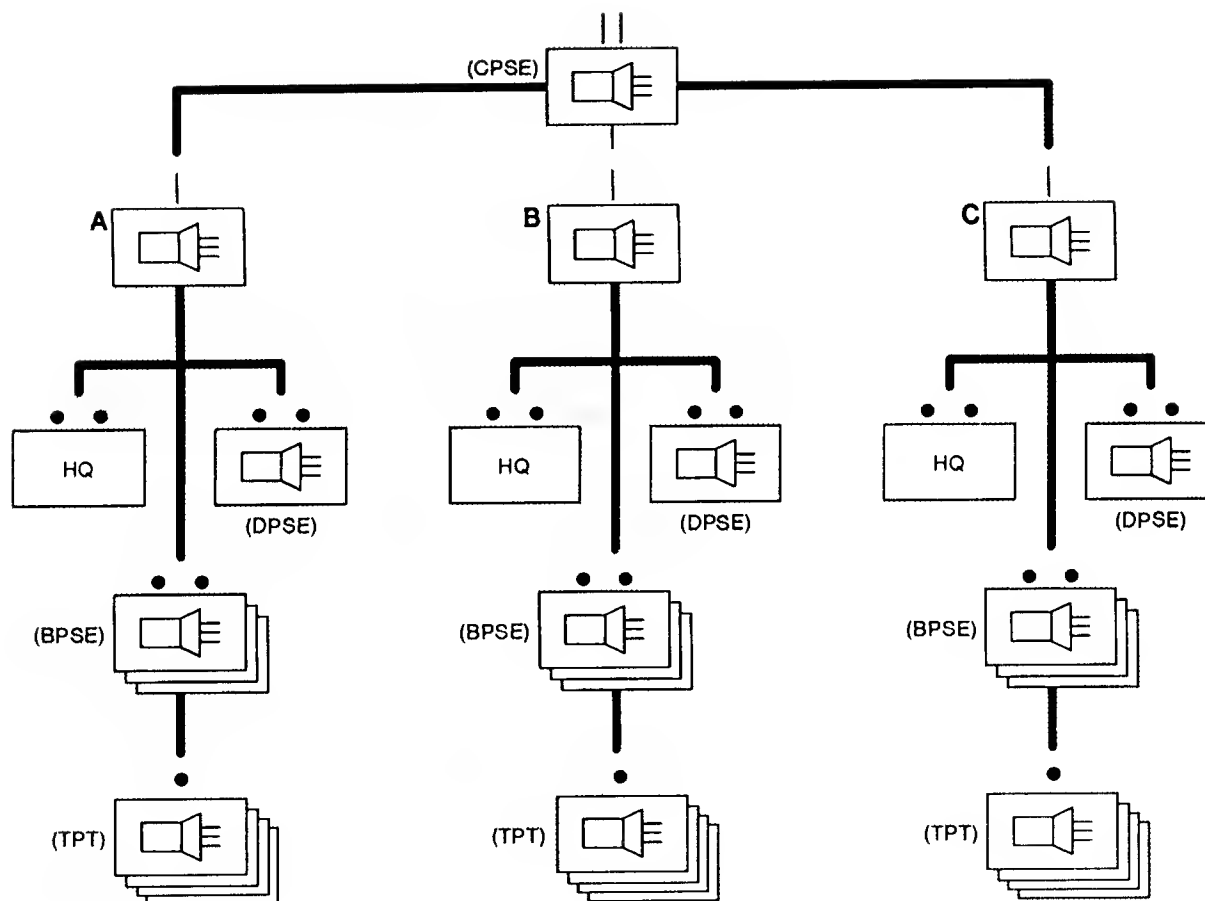 (CPSE)
A
B
C
HQ
HQ
HQ
(DPSE)
(DPSE)
(DPSE)
(BPSE)
(BPSE)
(BPSE)
(TPT)
(TPT)
(TPT)